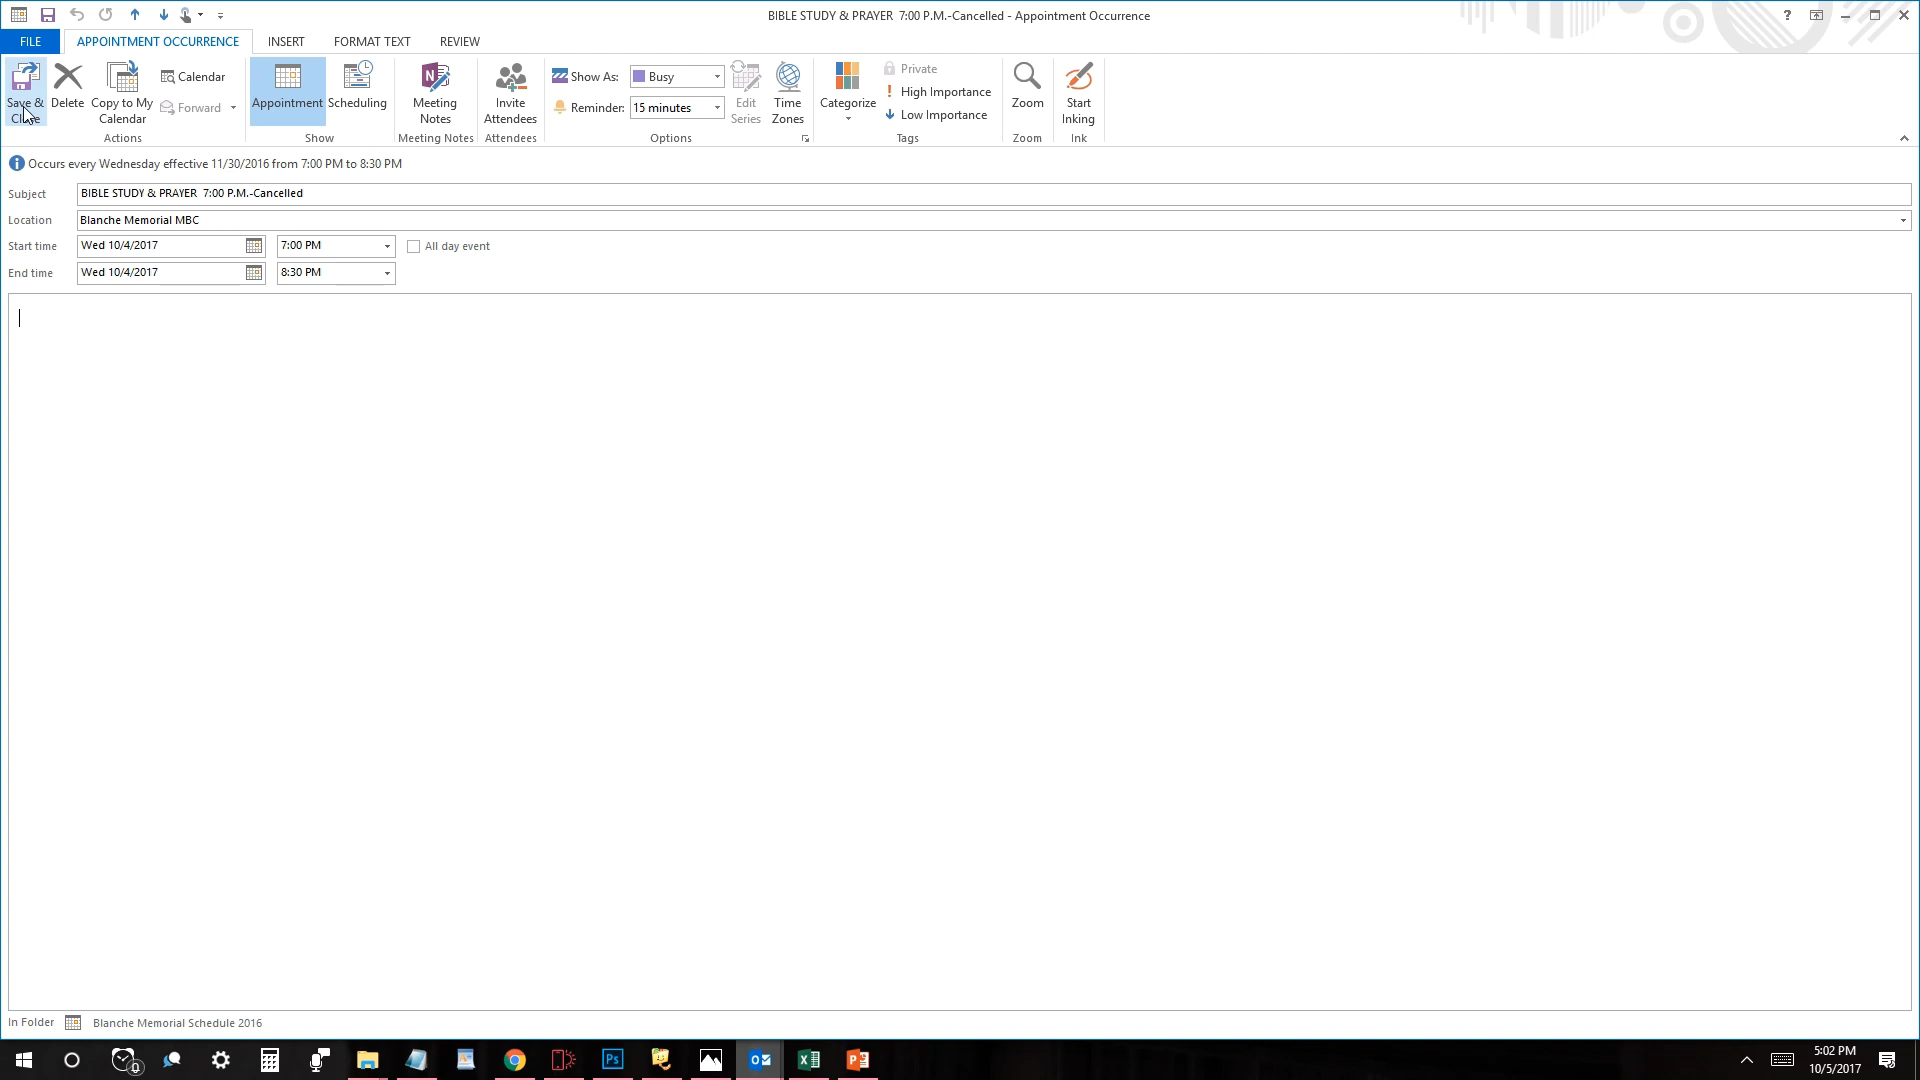 BIBLE STUDY & PRAYER  7:00 P.M.-Cancelled - Appointment Occurrence
FILE APPOINTMENT OCCURRENCE INSERT FORMAT TEXT REVIEW
Save & Close
Delete
Copy to My Calendar
Calendar
Forward
Actions
Appointment
Scheduling
Show
Meeting Notes
Meeting Notes
Invite Attendees
Attendees
Show As: Busy
Reminder: 15 minutes
Edit Series
Time Zones
Options
Categorize
Private
High Importance
Low Importance
Tags
Zoom
Zoom
Start Inking
Ink
Occurs every Wednesday effective 11/30/2016 from 7:00 PM to 8:30 PM
Subject BIBLE STUDY & PRAYER  7:00 P.M.-Cancelled
Location Blanche Memorial MBC
Start time Wed 10/4/2017 7:00 PM All day event
End time Wed 10/4/2017 8:30 PM
In Folder Blanche Memorial Schedule 2016
5:02 PM
10/5/2017